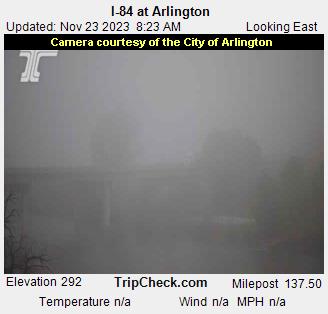 I-84 at Arlington
Updated: Nov 23 2023 8:23 AM Looking East
Camera courtesy of the City of Arlington
Elevation 292 TripCheck.com Milepost 137.50
Temperature n/a Wind n/a MPH n/a